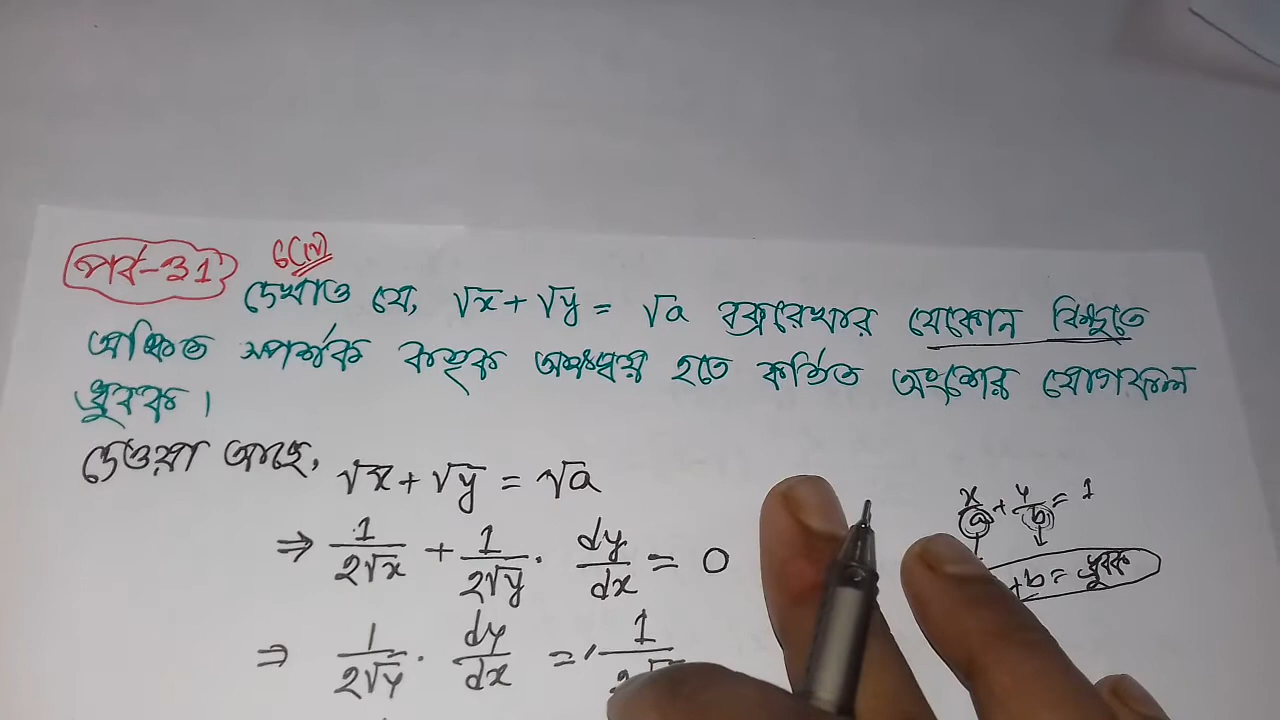 পর্ব-31
6(iv)
দেখাও যে, √x + √y = √a বক্ররেখার যেকোন বিন্দুতে
অঙ্কিত স্পর্শক কর্তৃক অক্ষদ্বয় হতে কর্তিত অংশের যোগফল
ধ্রুবক।
দেওয়া আছে, √x + √y = √a
⇒ 1/2√x + 1/2√y · dy/dx = 0
⇒ 1/2√y · dy/dx = - 1
x/a + y/b = 1
+b = ধ্রুবক